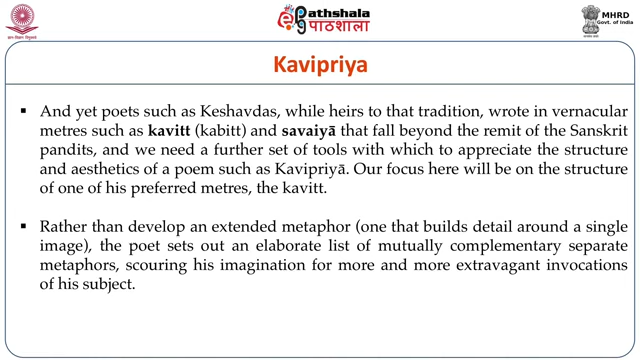 Pathshala
पाठशाला
MHRD
Govt. of India
Kavipriya
▪ And yet poets such as Keshavdas, while heirs to that tradition, wrote in vernacular
metres such as kavitt (kabitt) and savaiyā that fall beyond the remit of the Sanskrit
pandits, and we need a further set of tools with which to appreciate the structure
and aesthetics of a poem such as Kavipriyā. Our focus here will be on the structure
of one of his preferred metres, the kavitt.
▪ Rather than develop an extended metaphor (one that builds detail around a single
image), the poet sets out an elaborate list of mutually complementary separate
metaphors, scouring his imagination for more and more extravagant invocations
of his subject.